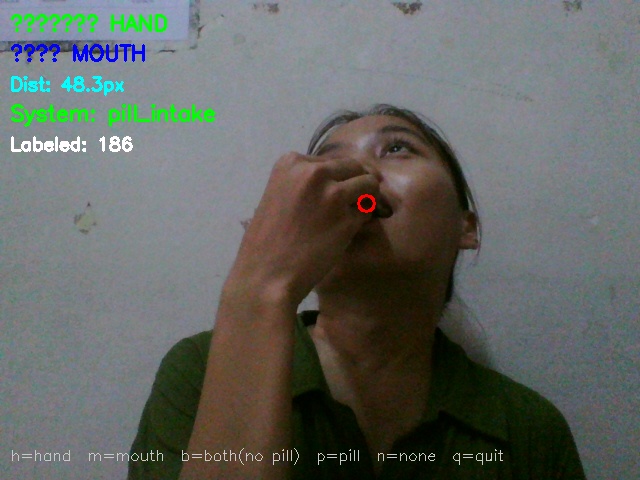 ??????? HAND
???? MOUTH
Dist: 48.3px
System: pill_intake
Labeled: 186
h=hand m=mouth b=both(no pill) p=pill n=none q=quit